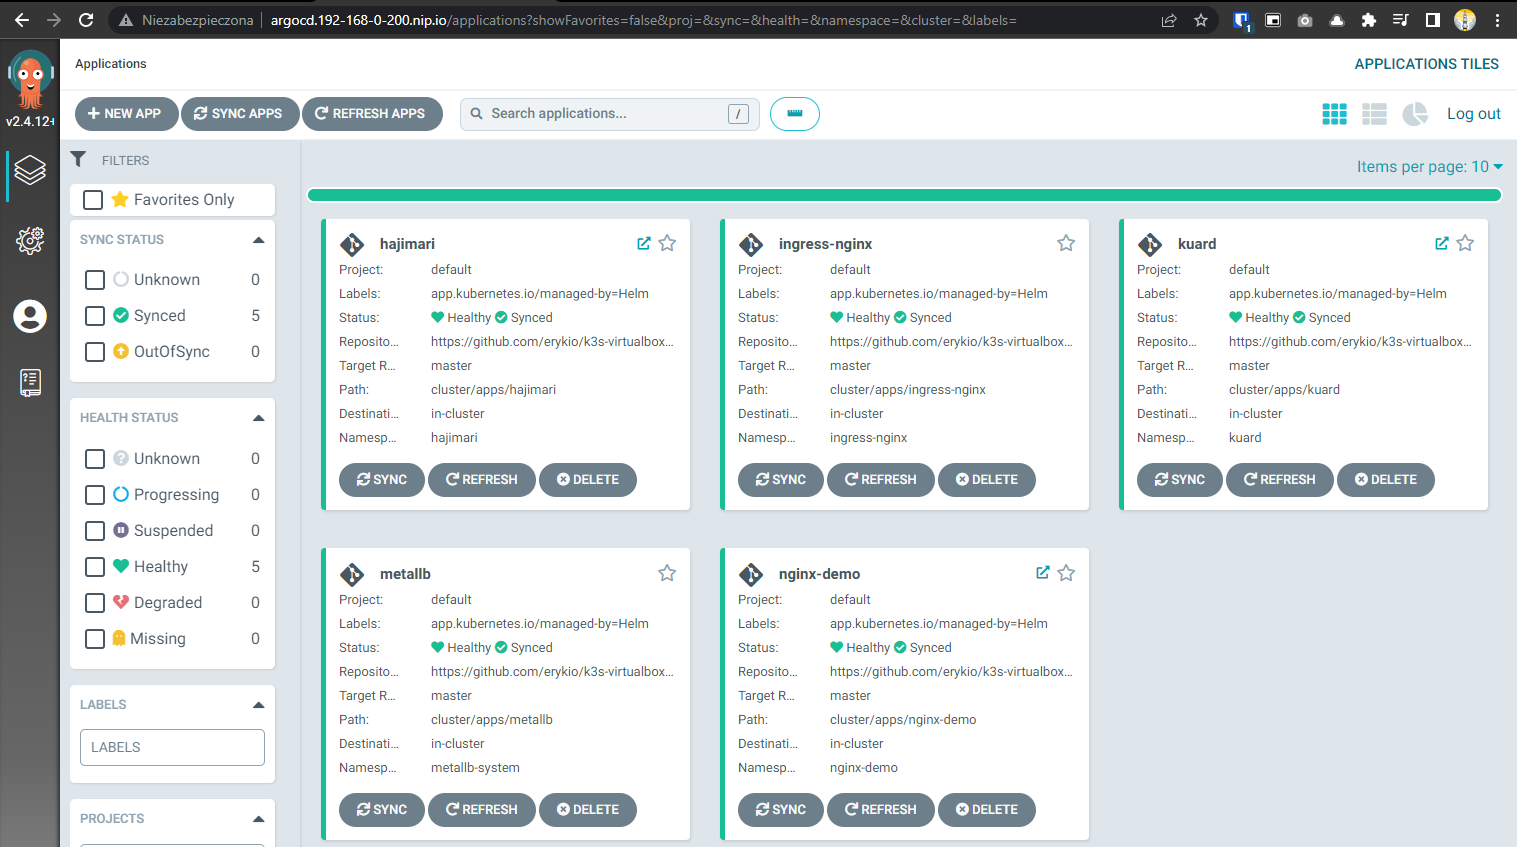 Niezabezpieczona argocd.192-168-0-200.nip.io/applications?showFavorites=false&proj=&sync=&health=&namespace=&cluster=&labels=
1
v2.4.12+
Applications
APPLICATIONS TILES
NEW APP SYNC APPS REFRESH APPS Search applications... / Log out
FILTERS
Favorites Only
SYNC STATUS
Unknown 0
Synced 5
OutOfSync 0
HEALTH STATUS
Unknown 0
Progressing 0
Suspended 0
Healthy 5
Degraded 0
Missing 0
LABELS
LABELS
PROJECTS
Items per page: 10
hajimari
Project: default
Labels: app.kubernetes.io/managed-by=Helm
Status: Healthy Synced
Reposito... https://github.com/erykio/k3s-virtualbox...
Target R... master
Path: cluster/apps/hajimari
Destinati... in-cluster
Namesp... hajimari
SYNC REFRESH DELETE
ingress-nginx
Project: default
Labels: app.kubernetes.io/managed-by=Helm
Status: Healthy Synced
Reposito... https://github.com/erykio/k3s-virtualbox...
Target R... master
Path: cluster/apps/ingress-nginx
Destinati... in-cluster
Namesp... ingress-nginx
SYNC REFRESH DELETE
kuard
Project: default
Labels: app.kubernetes.io/managed-by=Helm
Status: Healthy Synced
Reposito... https://github.com/erykio/k3s-virtualbox...
Target R... master
Path: cluster/apps/kuard
Destinati... in-cluster
Namesp... kuard
SYNC REFRESH DELETE
metallb
Project: default
Labels: app.kubernetes.io/managed-by=Helm
Status: Healthy Synced
Reposito... https://github.com/erykio/k3s-virtualbox...
Target R... master
Path: cluster/apps/metallb
Destinati... in-cluster
Namesp... metallb-system
SYNC REFRESH DELETE
nginx-demo
Project: default
Labels: app.kubernetes.io/managed-by=Helm
Status: Healthy Synced
Reposito... https://github.com/erykio/k3s-virtualbox...
Target R... master
Path: cluster/apps/nginx-demo
Destinati... in-cluster
Namesp... nginx-demo
SYNC REFRESH DELETE